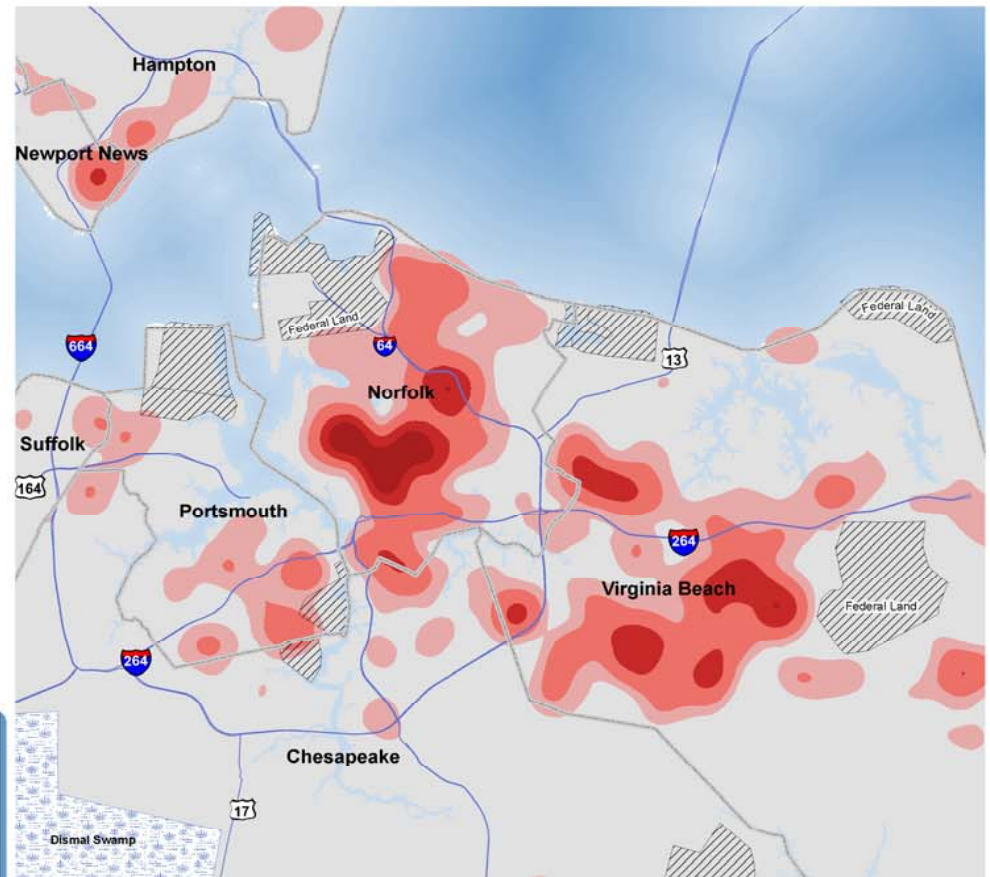 Hampton
Newport News
Federal Land
Federal Land
664
64
13
Norfolk
Suffolk
164
Portsmouth
264
Virginia Beach
Federal Land
264
Chesapeake
17
Dismal Swamp